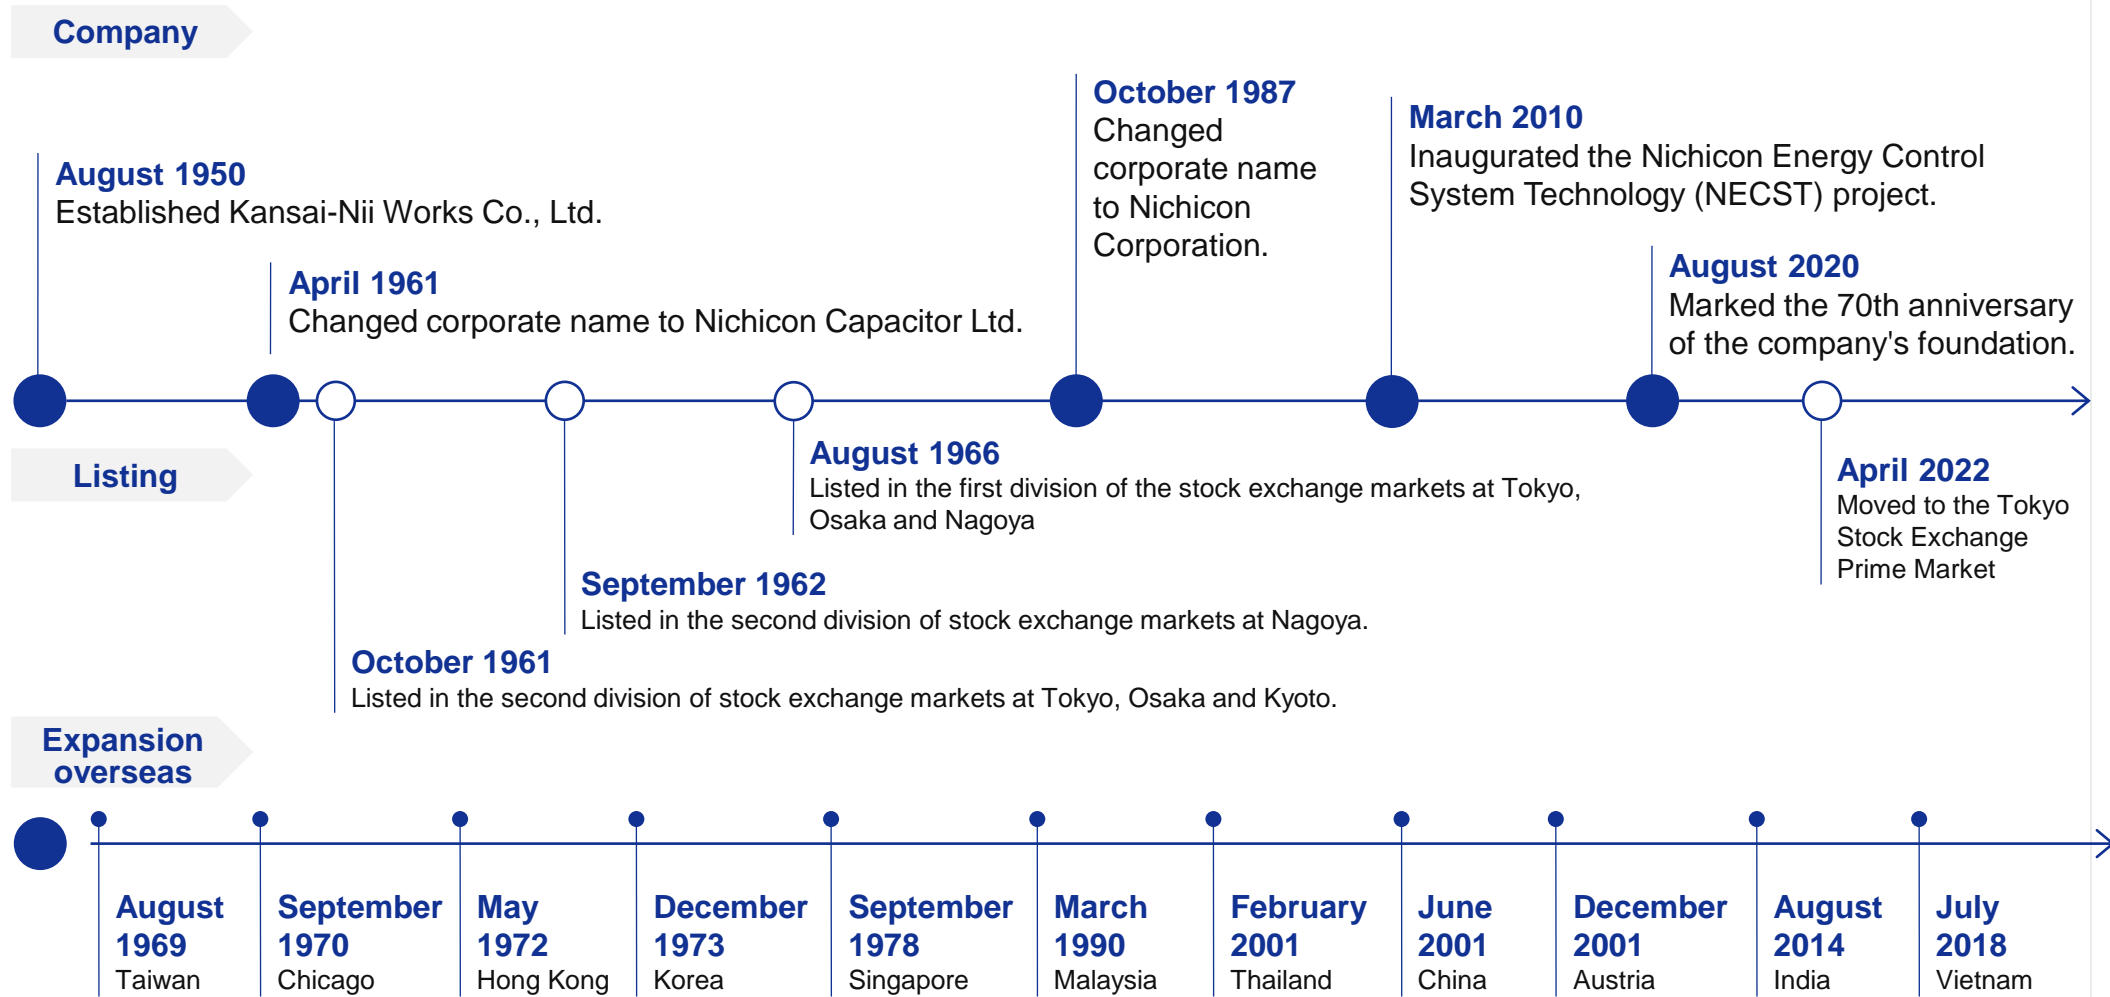 Company
August 1950
Established Kansai-Nii Works Co., Ltd.
April 1961
Changed corporate name to Nichicon Capacitor Ltd.
October 1987
Changed
corporate name
to Nichicon
Corporation.
March 2010
Inaugurated the Nichicon Energy Control
System Technology (NECST) project.
August 2020
Marked the 70th anniversary
of the company's foundation.
Listing
August 1966
Listed in the first division of the stock exchange markets at Tokyo,
Osaka and Nagoya
April 2022
Moved to the Tokyo
Stock Exchange
Prime Market
September 1962
Listed in the second division of stock exchange markets at Nagoya.
October 1961
Listed in the second division of stock exchange markets at Tokyo, Osaka and Kyoto.
Expansion
overseas
August
1969
Taiwan
September
1970
Chicago
May
1972
Hong Kong
December
1973
Korea
September
1978
Singapore
March
1990
Malaysia
February
2001
Thailand
June
2001
China
December
2001
Austria
August
2014
India
July
2018
Vietnam